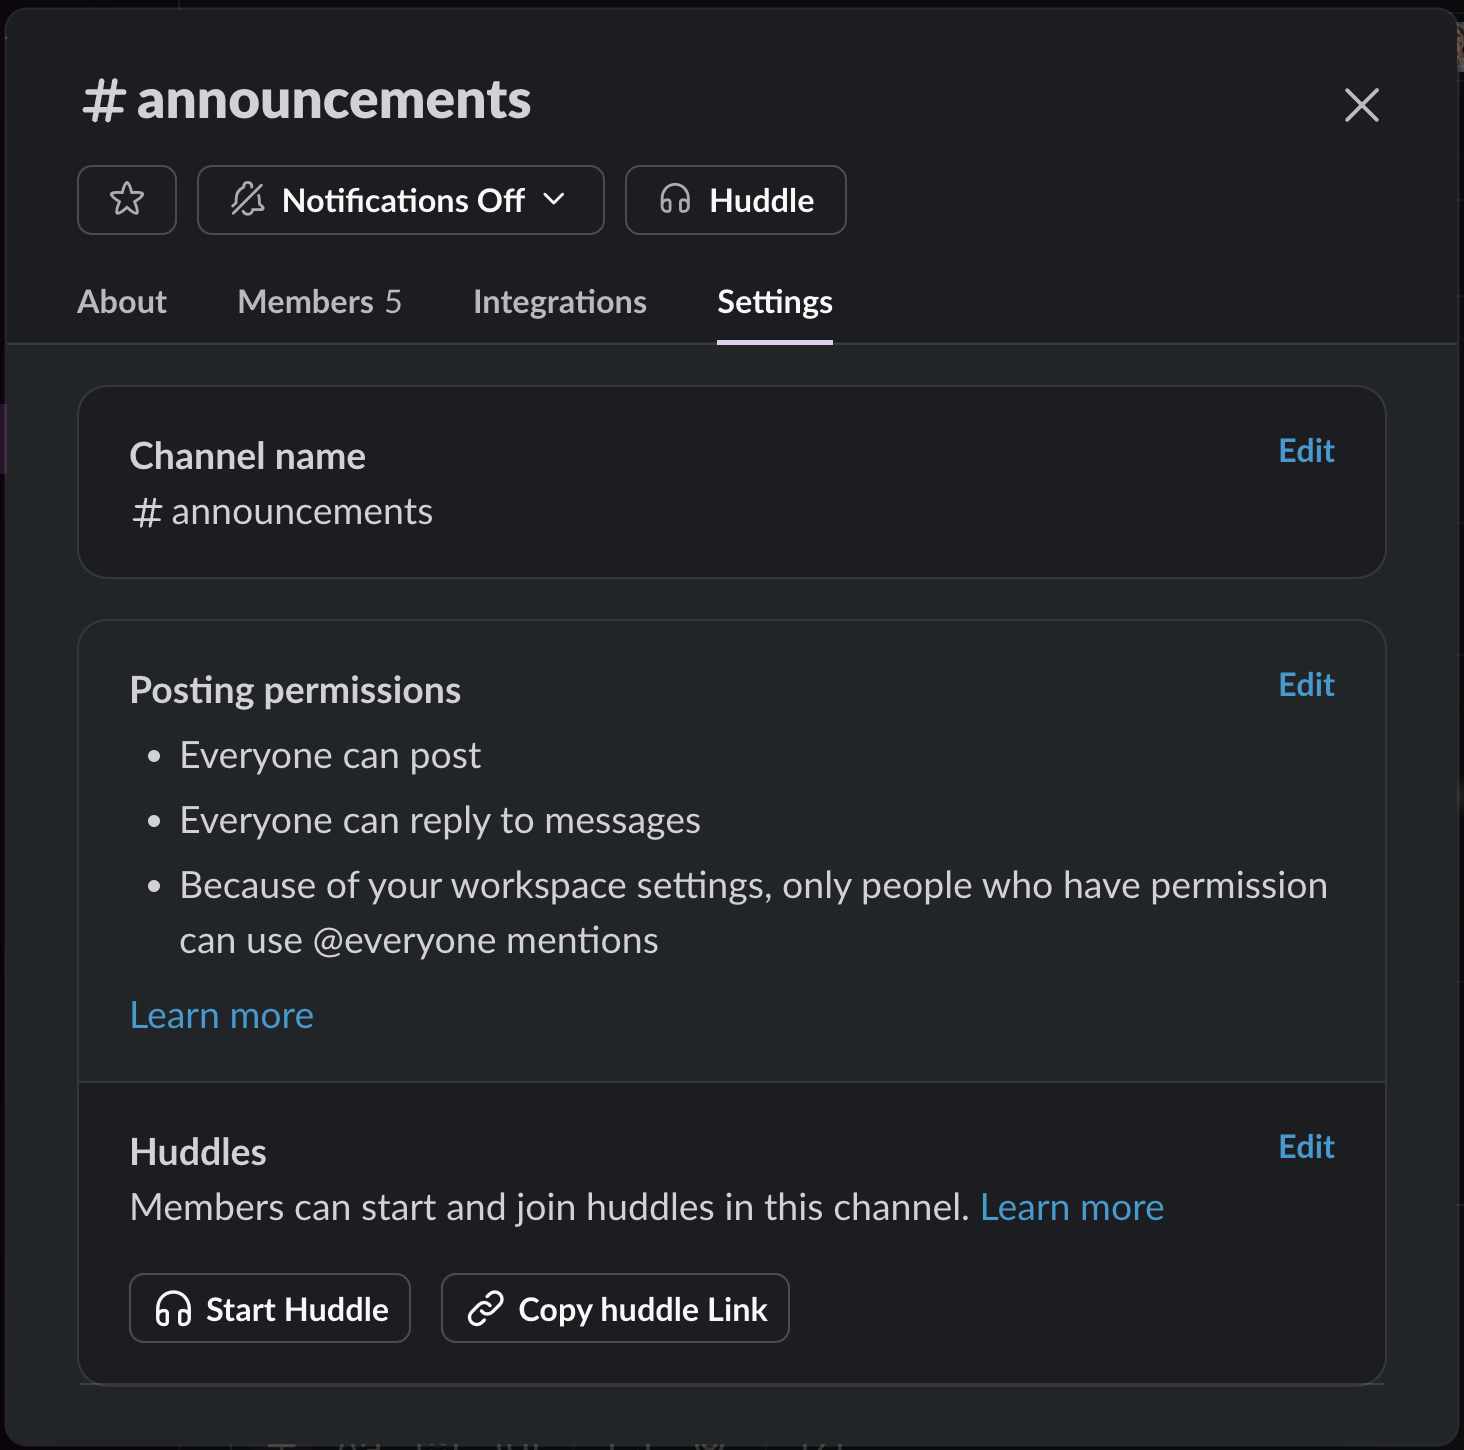 # announcements
Notifications Off
Huddle
About Members 5 Integrations Settings
Channel name Edit
# announcements
Posting permissions Edit
• Everyone can post
• Everyone can reply to messages
• Because of your workspace settings, only people who have permission
can use @everyone mentions
Learn more
Huddles Edit
Members can start and join huddles in this channel. Learn more
Start Huddle
Copy huddle Link